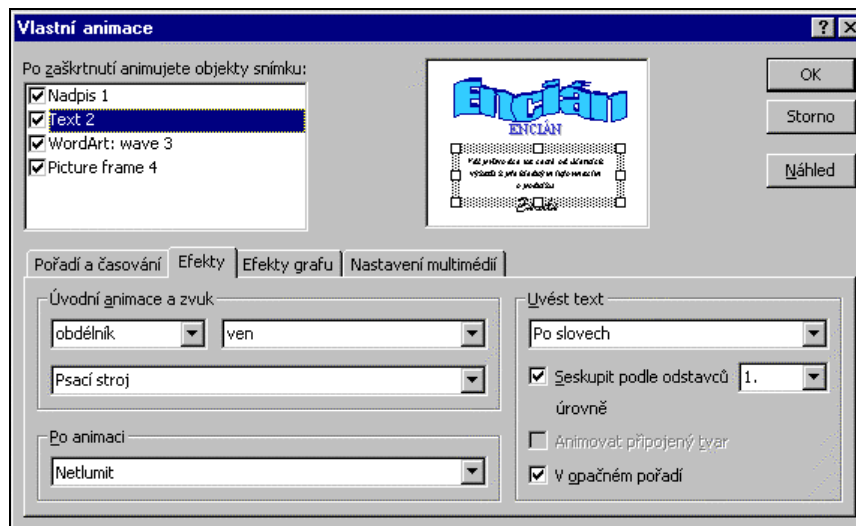 Vlastní animace
Po zaškrtnutí animujete objekty snímku:
Nadpis 1
Text 2
WordArt: wave 3
Picture frame 4
Encián
ENCIÁN
OK
Storno
Náhled
Pořadí a časování Efekty Efekty grafu Nastavení multimédií
Úvodní animace a zvuk
obdélník ven
Psací stroj
Po animaci
Netlumit
Uvést text
Po slovech
Seskupit podle odstavců 1.
úrovně
Animovat připojený tvar
V opačném pořadí